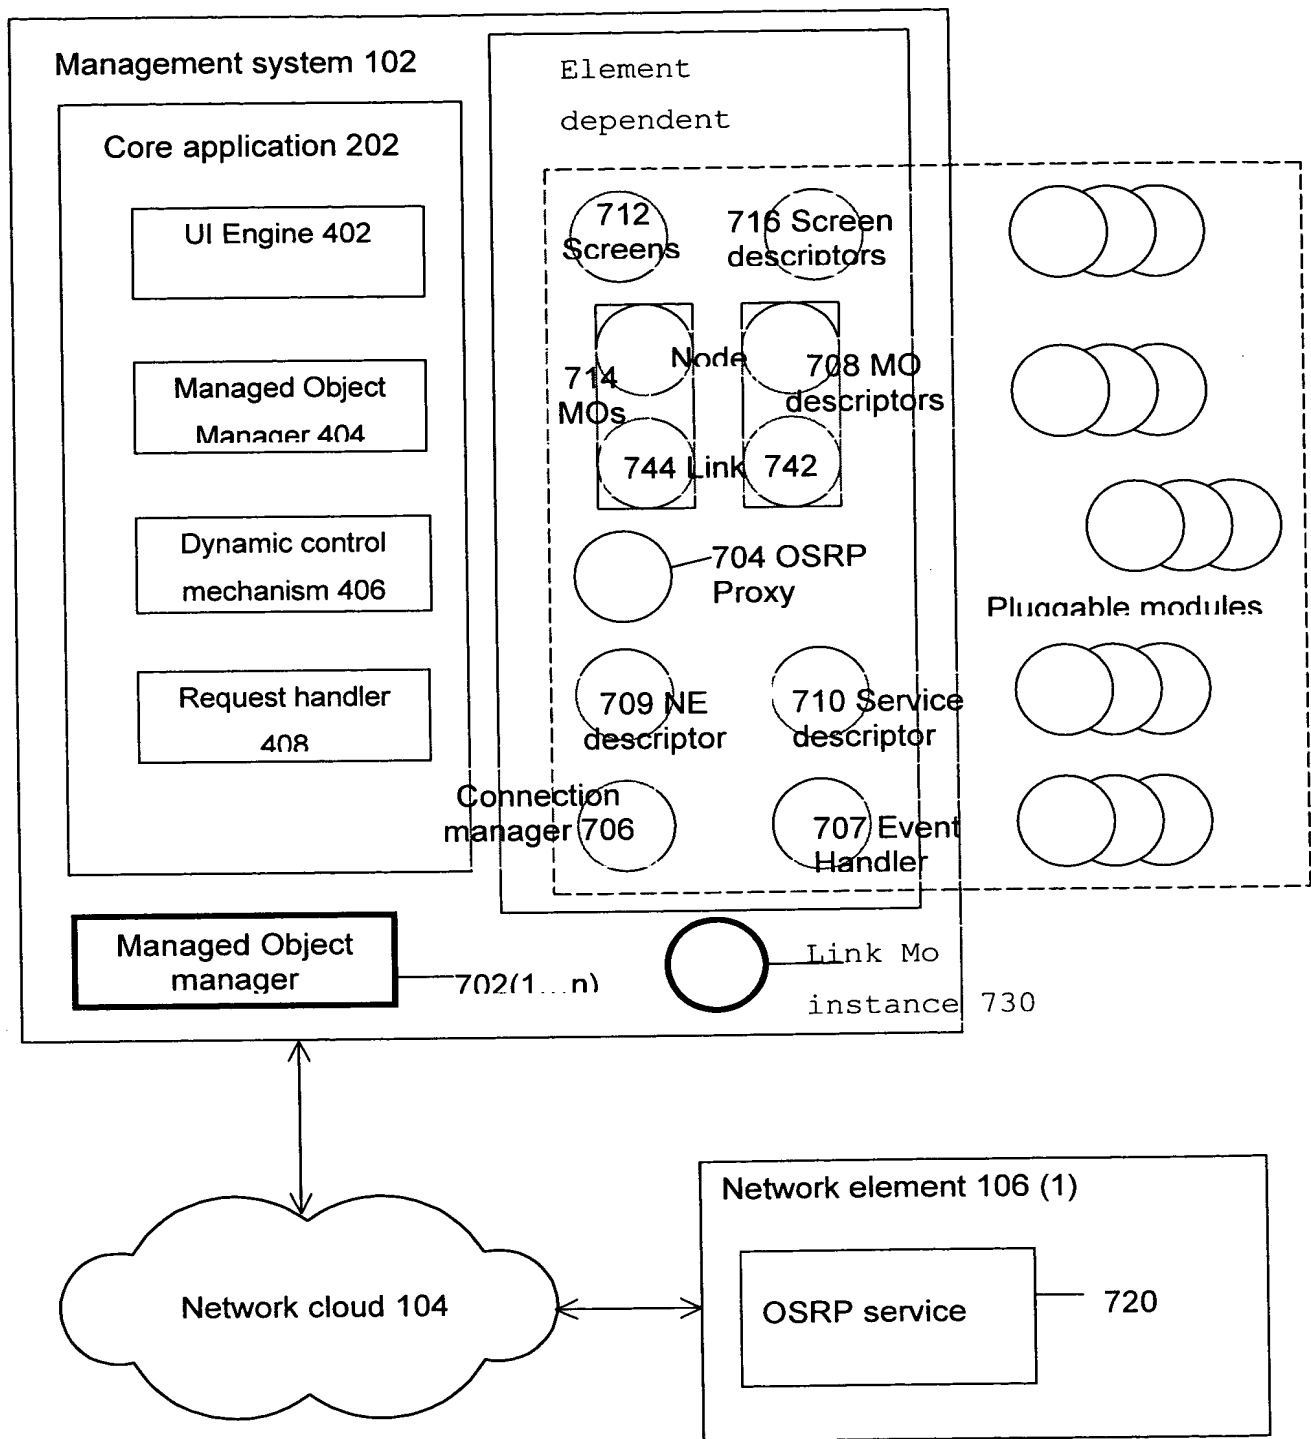 Management system 102
Element
dependent
Core application 202
UI Engine 402
Managed Object
Manager 404
Dynamic control
mechanism 406
Request handler
408
712
Screens
716 Screen
descriptors
Node
714
MOs
708 MO
descriptors
744 Link
742
704 OSRP
Proxy
Pluggable modules
709 NE
descriptor
710 Service
descriptor
Connection
manager 706
707 Event
Handler
Managed Object
manager
702(1...n)
Link Mo
instance 730
Network cloud 104
Network element 106 (1)
OSRP service
720